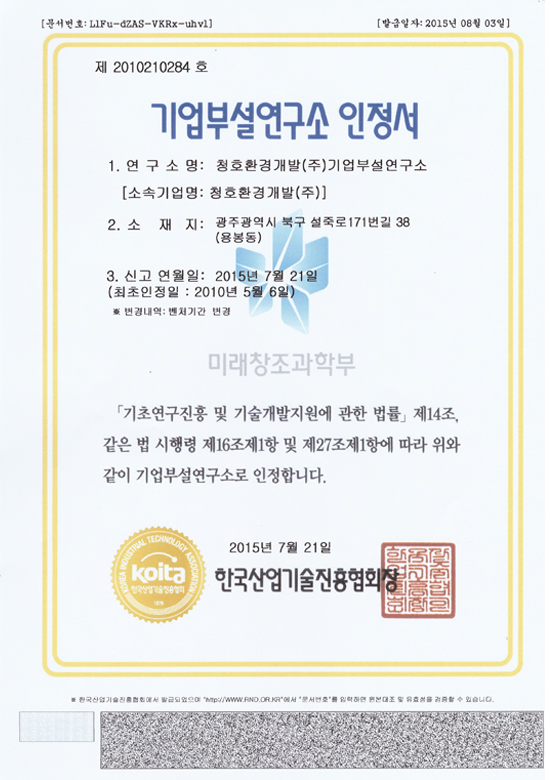 [문서번호: LlFu-dZAS-VKRx-uhvl]
[발급일자: 2015년 08월 03일]
제 2010210284 호
기업부설연구소 인정서
1. 연 구 소 명: 청호환경개발(주)기업부설연구소
[소속기업명: 청호환경개발(주)]
2. 소 재 지: 광주광역시 북구 설죽로171번길 38
(용봉동)
3. 신고 연월일: 2015년 7월 21일
(최초인정일 : 2010년 5월 6일)
※ 변경내역: 벤처기간 변경
미래창조과학부
「기초연구진흥 및 기술개발지원에 관한 법률」 제14조,
같은 법 시행령 제16조제1항 및 제27조제1항에 따라 위와
같이 기업부설연구소로 인정합니다.
2015년 7월 21일
한국산업기술진흥협회장
KOREA INDUSTRIAL TECHNOLOGY ASSOCIATION
koita
한국산업기술진흥협회
※ 한국산업기술진흥협회에서 발급되었으며 "http://WWW.RND.OR.KR"에서 "문서번호"를 입력하면 원본대조 및 유효성을 검증할 수 있습니다.